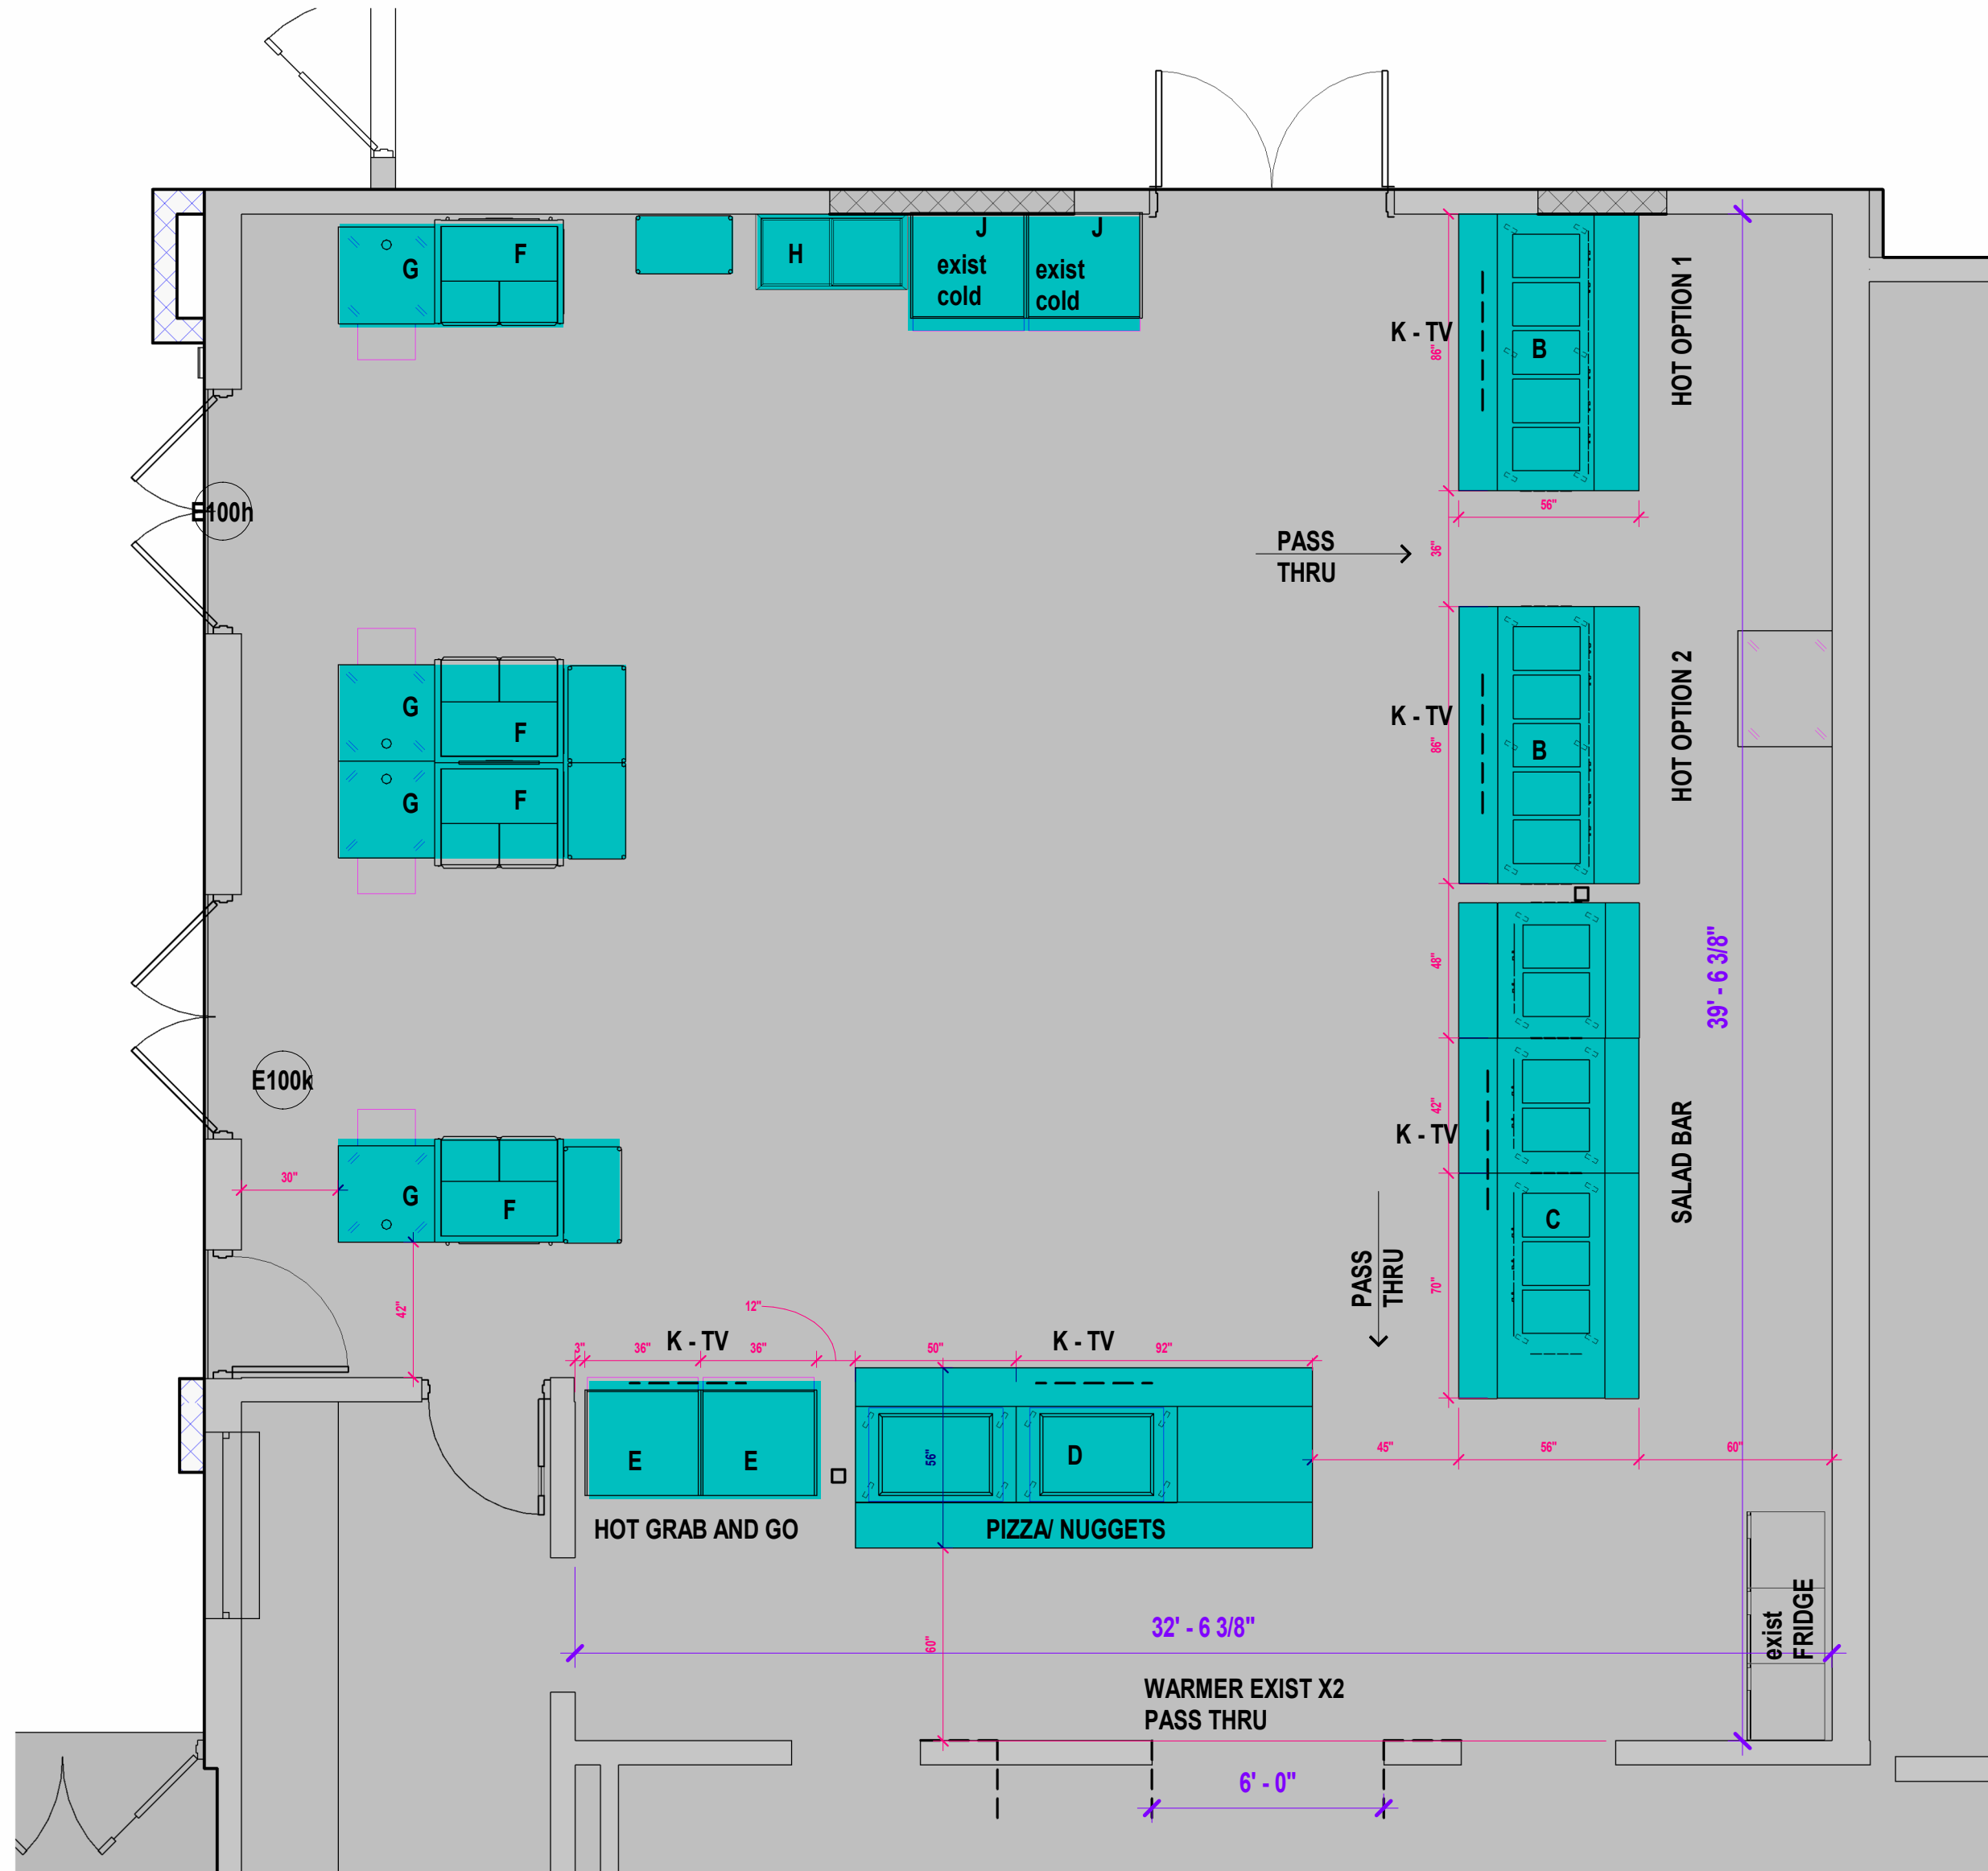 G
F
H
J
J
exist
cold
exist
cold
K - TV
86"
B
HOT OPTION 1
E100h
56"
PASS
THRU
36"
G
F
G
F
K - TV
86"
B
HOT OPTION 2
48"
39' - 6 3/8"
E100k
42"
K - TV
SALAD BAR
30"
G
F
C
70"
PASS
THRU
42"
12"
3"
36"
K - TV
36"
50"
K - TV
92"
E
E
56"
D
45"
56"
60"
HOT GRAB AND GO
PIZZA/ NUGGETS
exist
FRIDGE
32' - 6 3/8"
60"
WARMER EXIST X2
PASS THRU
6' - 0"